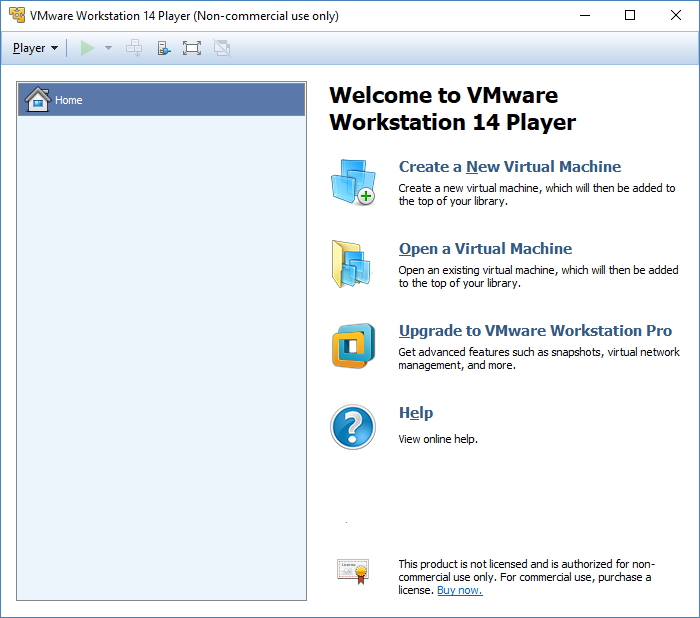 VMware Workstation 14 Player (Non-commercial use only)
Player
Home
Welcome to VMware
Workstation 14 Player
Create a New Virtual Machine
Create a new virtual machine, which will then be added to
the top of your library.
Open a Virtual Machine
Open an existing virtual machine, which will then be added
to the top of your library.
Upgrade to VMware Workstation Pro
Get advanced features such as snapshots, virtual network
management, and more.
Help
View online help.
This product is not licensed and is authorized for non-
commercial use only. For commercial use, purchase a
license. Buy now.